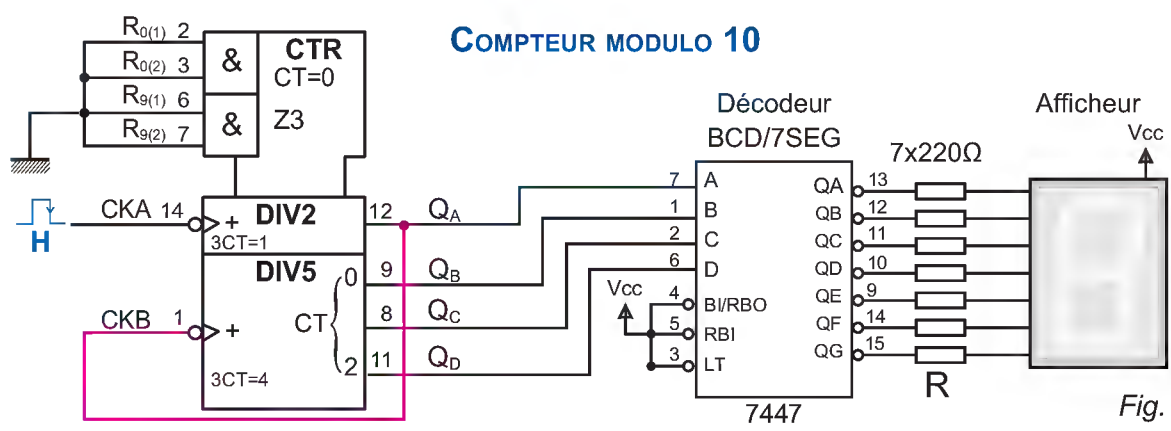 COMPTEUR MODULO 10
R0(1) 2
R0(2) 3
R9(1) 6
R9(2) 7
&
&
CTR
CT=0
Z3
H
CKA 14
+
DIV2
3CT=1
12 QA
DIV5
CKB 1
+
3CT=4
CT
0
2
9 QB
8 QC
11 QD
Décodeur
BCD/7SEG
7 A
1 B
2 C
6 D
Vcc
4 BI/RBO
5 RBI
3 LT
QA 13
QB 12
QC 11
QD 10
QE 9
QF 14
QG 15
7447
7x220Ω
R
Afficheur
Vcc
Fig.